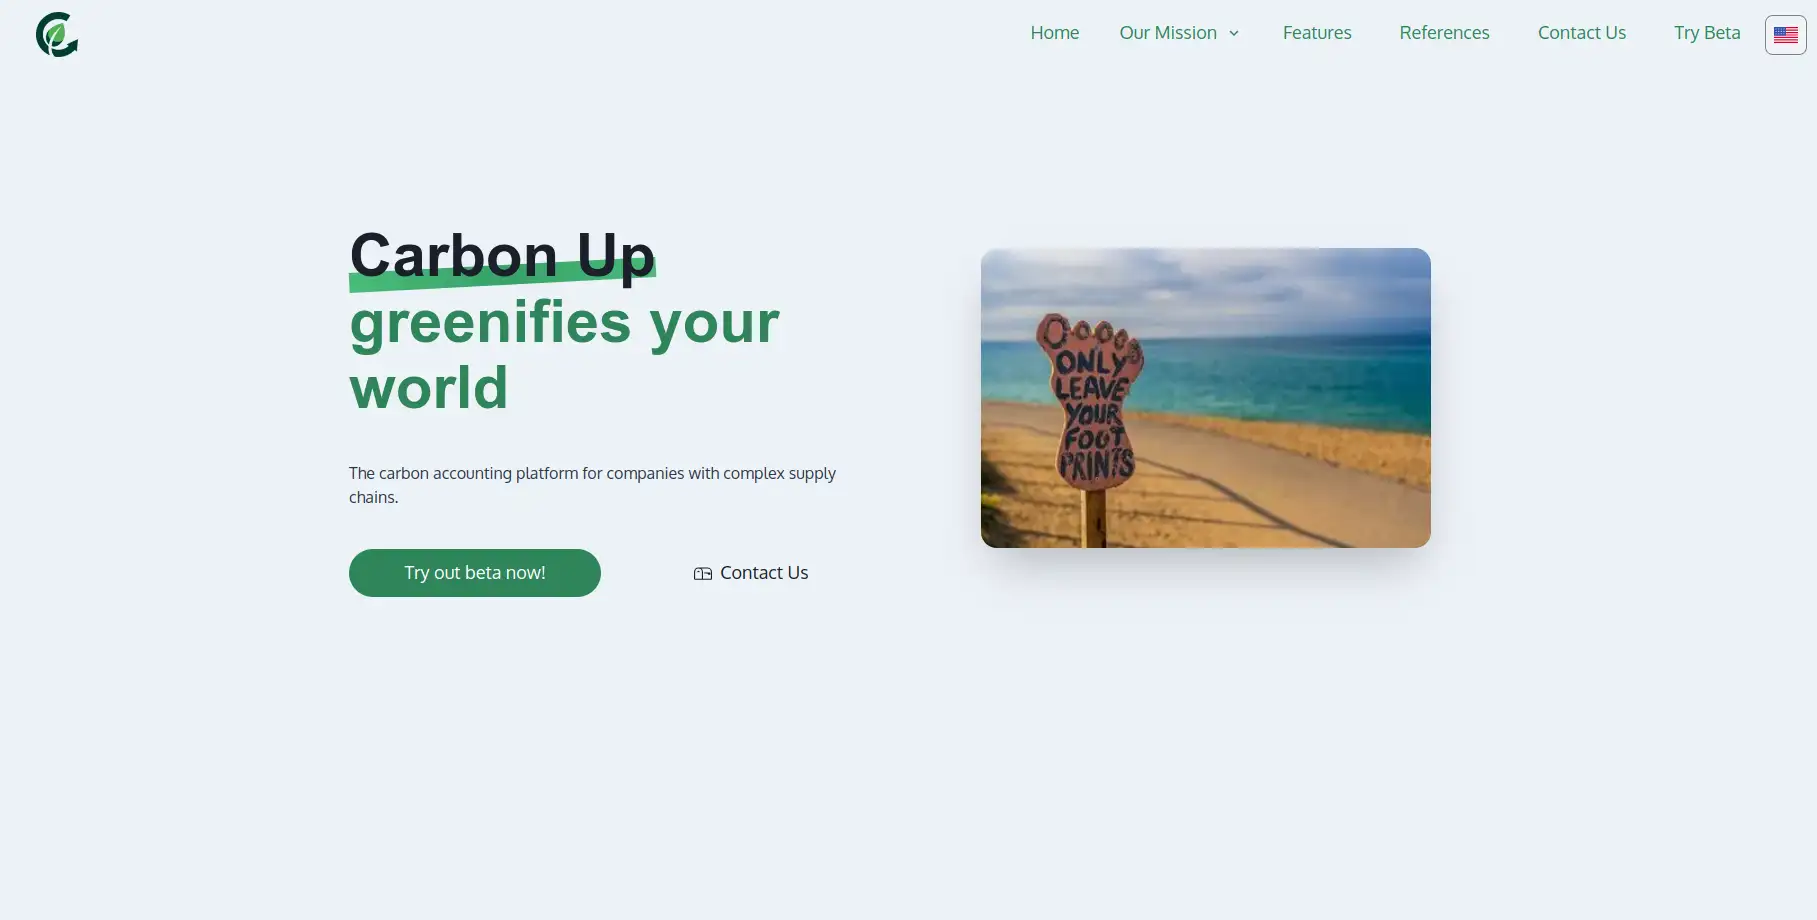 Home
Our Mission
Features
References
Contact Us
Try Beta
Carbon Up
greenifies your
world
The carbon accounting platform for companies with complex supply
chains.
Try out beta now!
Contact Us
ONLY
LEAVE
YOUR
FOOT
PRINTS